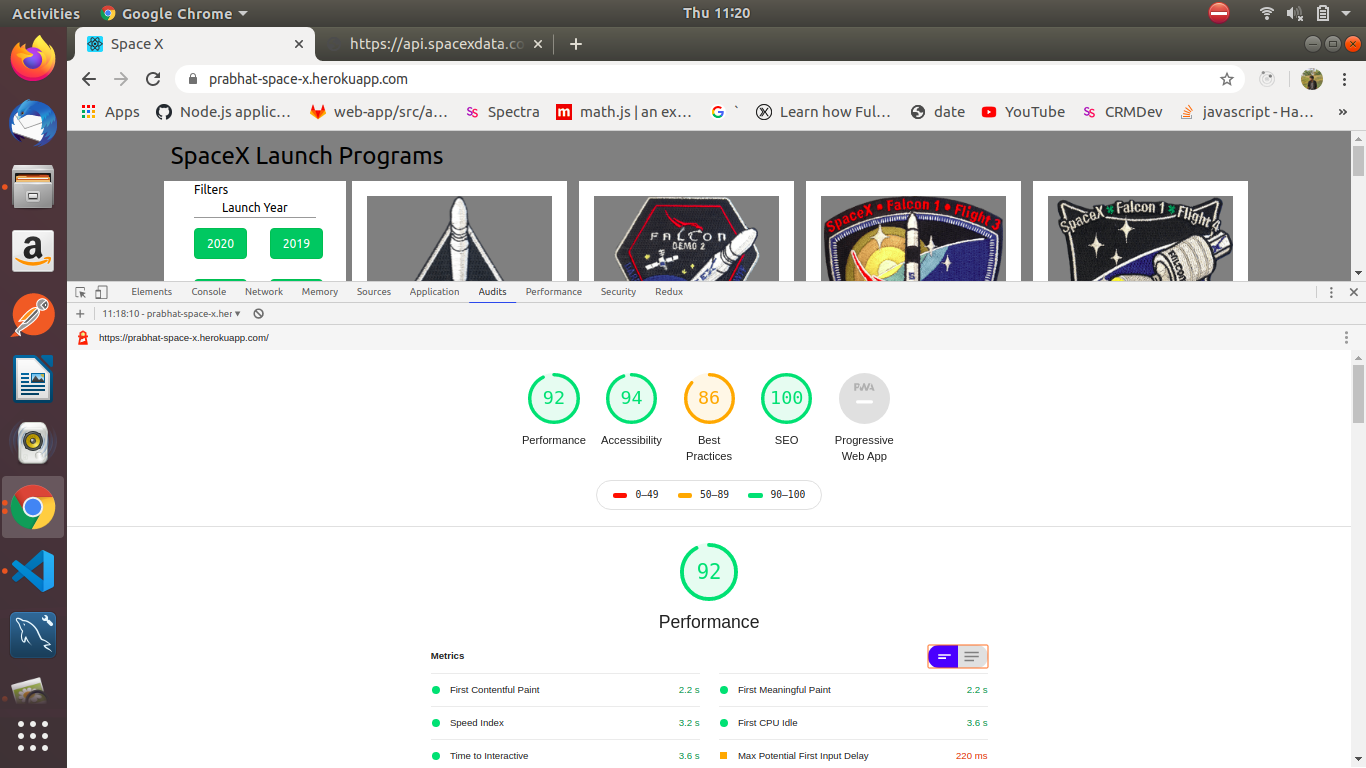 Activities Google Chrome Thu 11:20
Space X https://api.spacexdata.co
prabhat-space-x.herokuapp.com
Apps Node.js applic... web-app/src/a... Spectra math.js | an ex... ` Learn how Ful... date YouTube CRMDev javascript - Ha... »
SpaceX Launch Programs
Filters
Launch Year
2020 2019
FALCON
DEMO 2
SpaceX • Falcon 1 • Flight 3
SpaceX Falcon 1 Flight 4
FALCON
Elements Console Network Memory Sources Application Audits Performance Security Redux
11:18:10 - prabhat-space-x.her
https://prabhat-space-x.herokuapp.com/
92 94 86 100 PWA
Performance Accessibility Best Practices SEO Progressive Web App
0–49 50–89 90–100
92
Performance
Metrics
First Contentful Paint 2.2 s First Meaningful Paint 2.2 s
Speed Index 3.2 s First CPU Idle 3.6 s
Time to Interactive 3.6 s Max Potential First Input Delay 220 ms